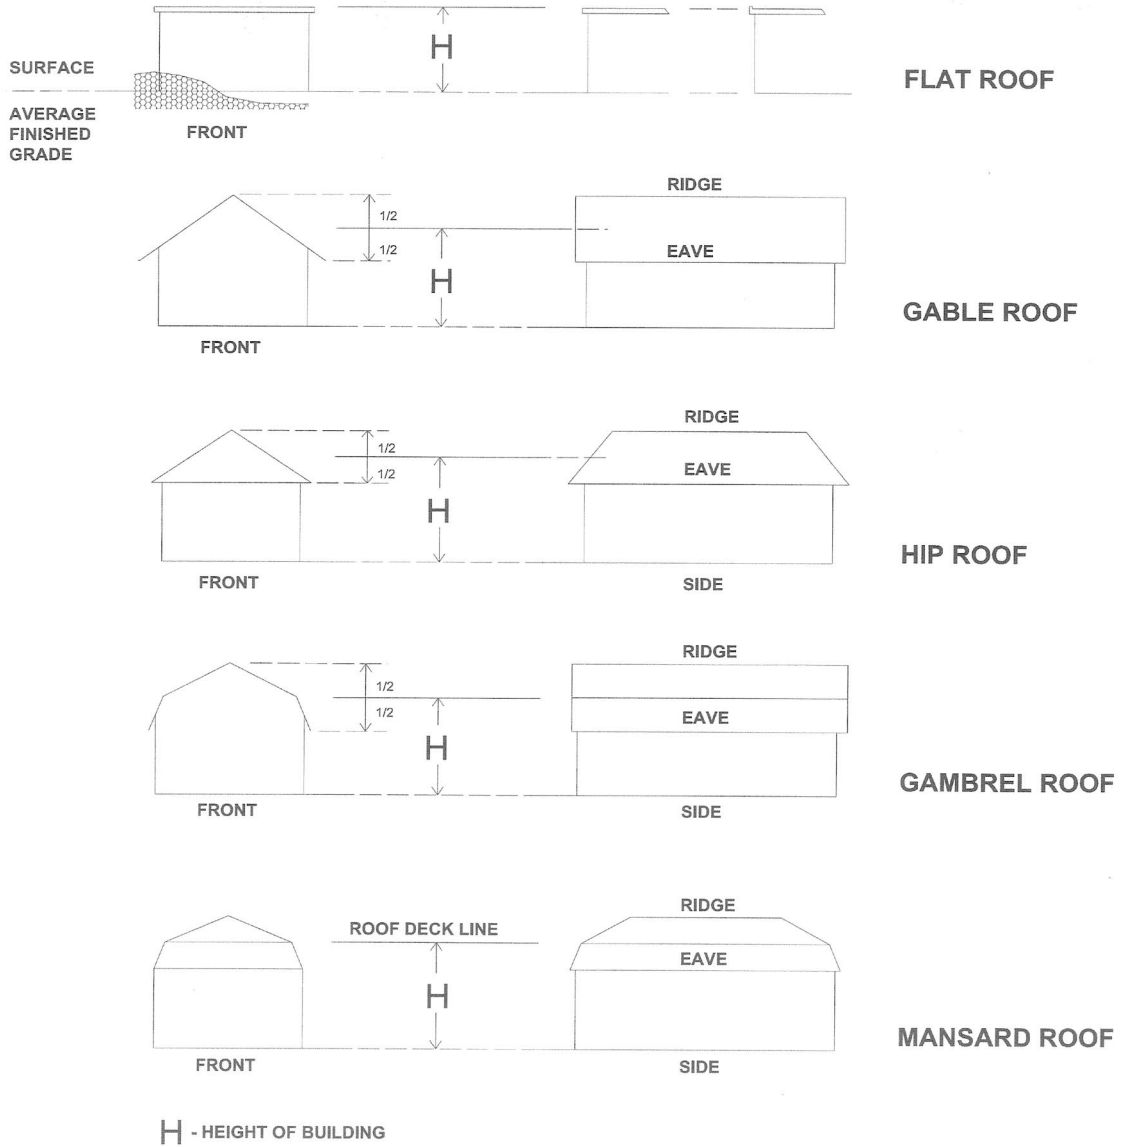 H
SURFACE
FLAT ROOF
AVERAGE
FINISHED
GRADE
FRONT
RIDGE
1/2
1/2
EAVE
H
GABLE ROOF
FRONT
RIDGE
1/2
1/2
EAVE
H
HIP ROOF
FRONT
SIDE
RIDGE
1/2
1/2
EAVE
H
GAMBREL ROOF
FRONT
SIDE
RIDGE
ROOF DECK LINE
EAVE
H
MANSARD ROOF
FRONT
SIDE
H - HEIGHT OF BUILDING